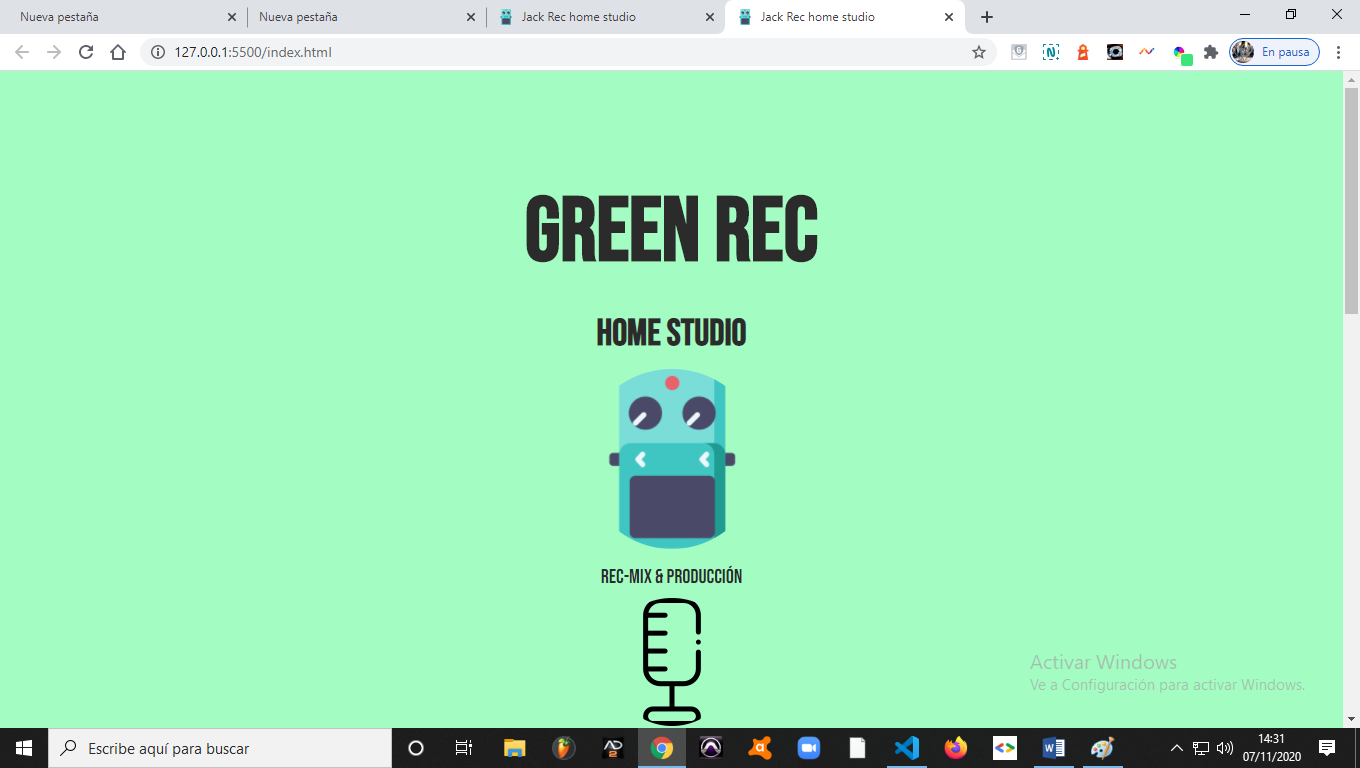 Nueva pestaña
Nueva pestaña
Jack Rec home studio
Jack Rec home studio
127.0.0.1:5500/index.html
En pausa
GREEN REC
HOME STUDIO
REC-MIX & PRODUCCIÓN
Activar Windows
Ve a Configuración para activar Windows.
Escribe aquí para buscar
14:31
07/11/2020